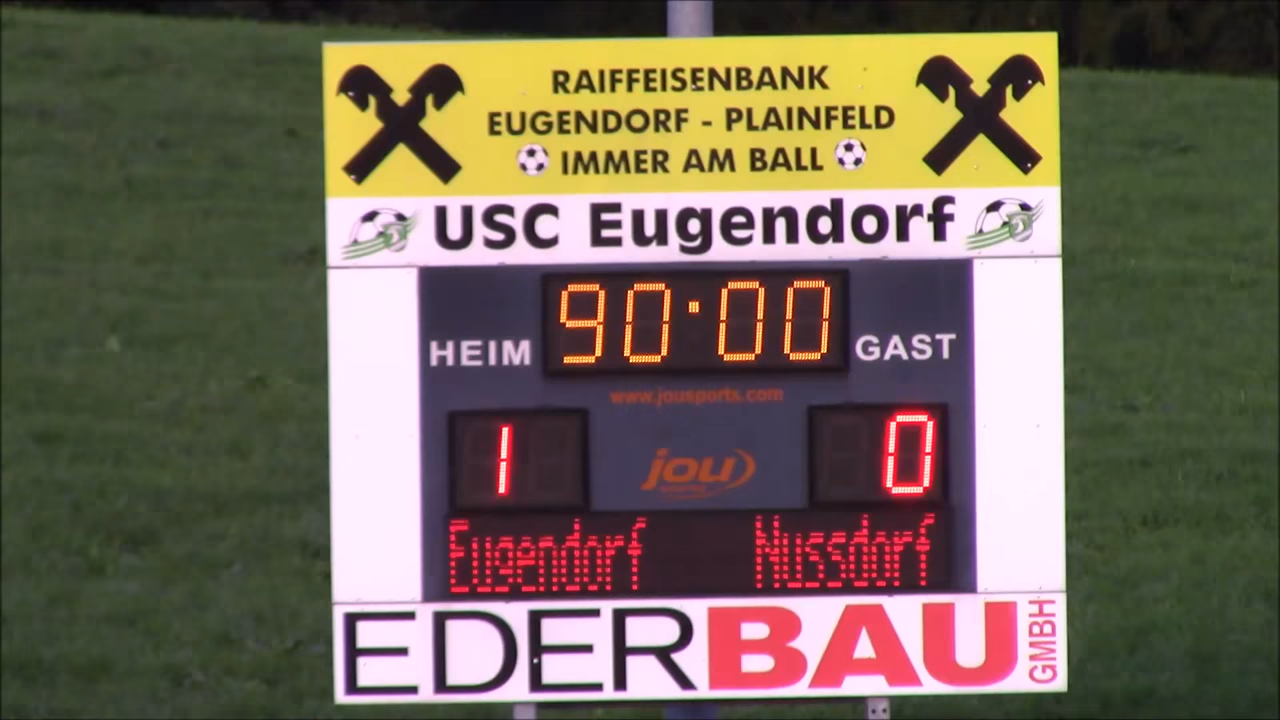 RAIFFEISENBANK
EUGENDORF - PLAINFELD
IMMER AM BALL
USC Eugendorf
HEIM 90:00 GAST
www.jousports.com
1 jou 0
Eugendorf Nussdorf
EDERBAU GMBH